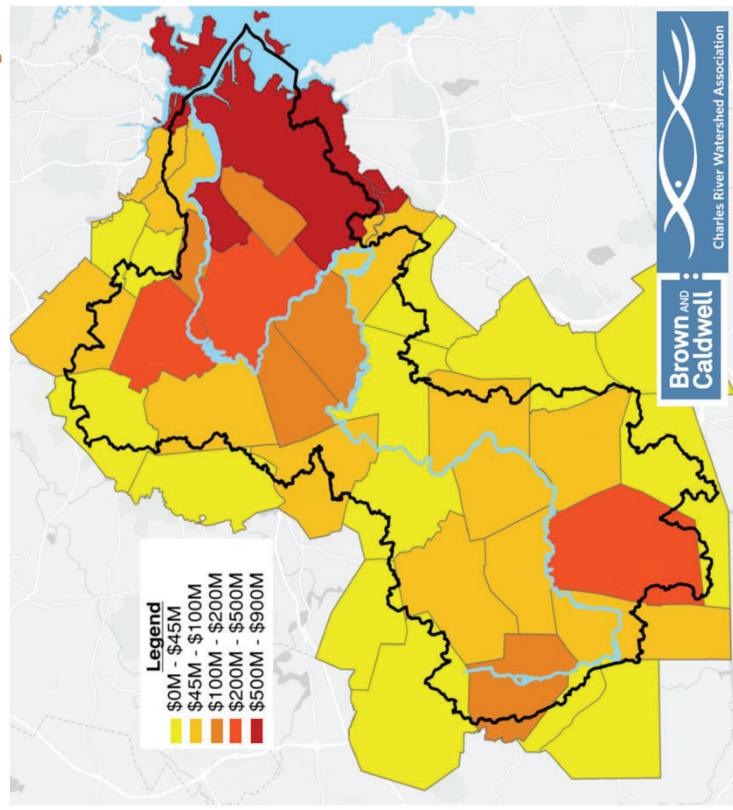 Legend
$0M - $45M
$45M - $100M
$100M - $200M
$200M - $500M
$500M - $900M
Brown AND
Caldwell
Charles River Watershed Association